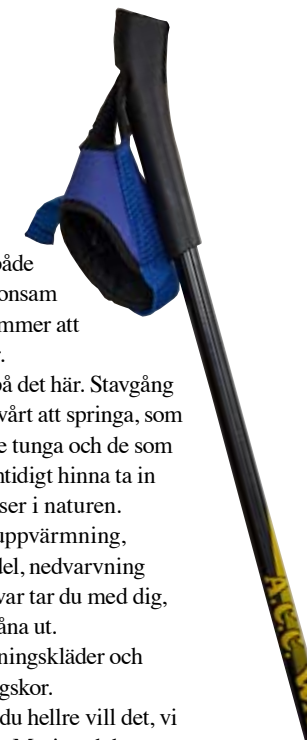 både
onsam
mmer att
på det här. Stavgång
vårt att springa, som
e tunga och de som
ntidigt hinna ta in
ser i naturen.
uppvärmning,
del, nedvarvning
var tar du med dig,
åna ut.
ningskläder och
gskor.
du hellre vill det, vi
A.C.C.